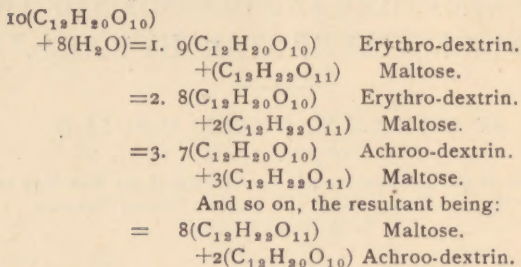 10(C₁₂H₂₀O₁₀)
+8(H₂O)=1. 9(C₁₂H₂₀O₁₀) Erythro-dextrin.
+(C₁₂H₂₂O₁₁) Maltose.
=2. 8(C₁₂H₂₀O₁₀) Erythro-dextrin.
+2(C₁₂H₂₂O₁₁) Maltose.
=3. 7(C₁₂H₂₀O₁₀) Achroo-dextrin.
+3(C₁₂H₂₂O₁₁) Maltose.
And so on, the resultant being:
= 8(C₁₂H₂₂O₁₁) Maltose.
+2(C₁₂H₂₀O₁₀) Achroo-dextrin.